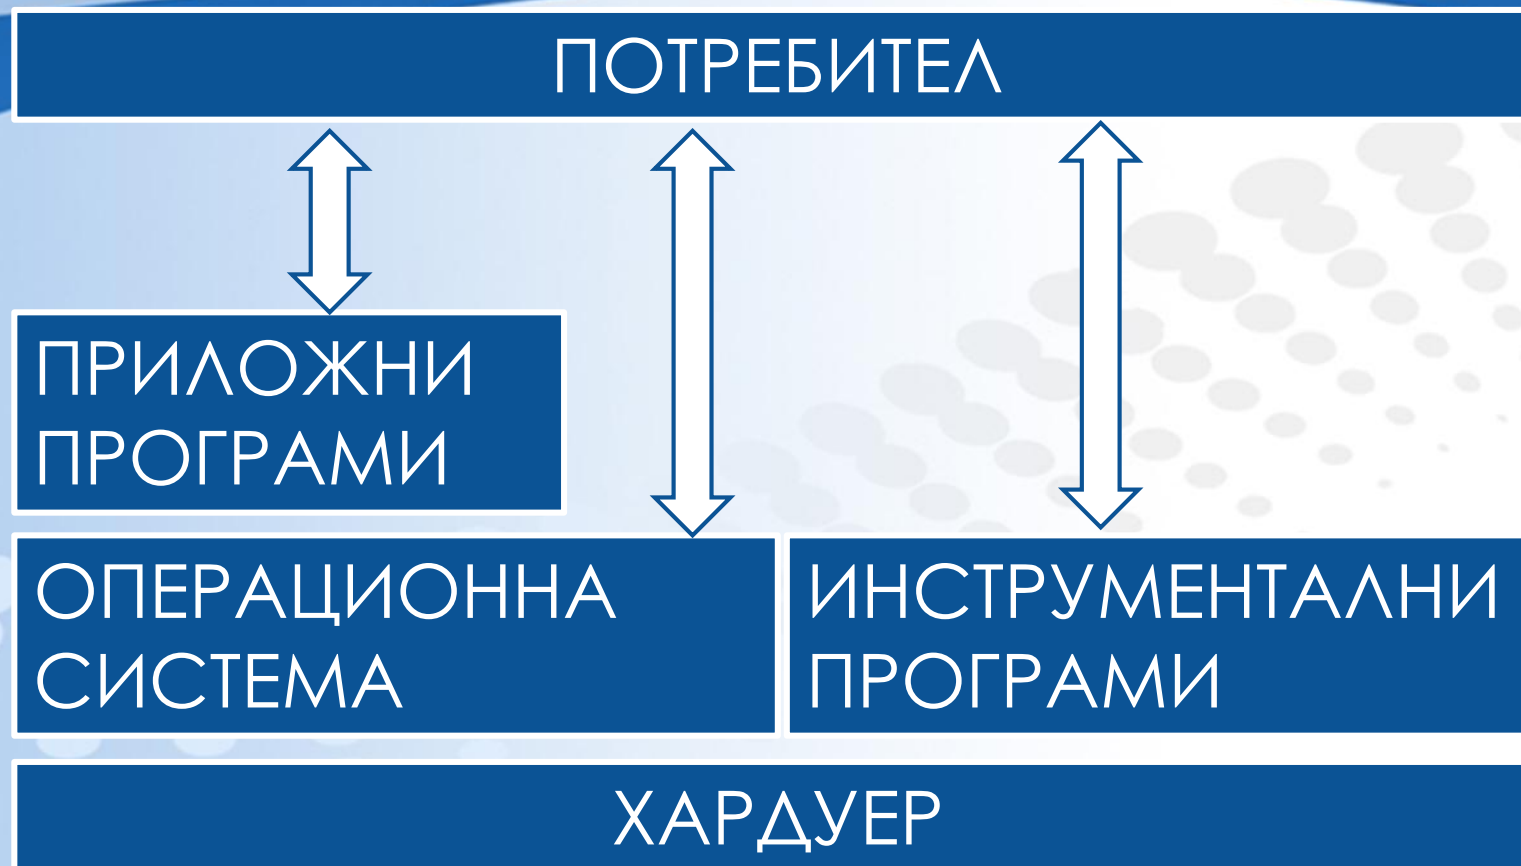 ПОТРЕБИТЕЛ
ПРИЛОЖНИ
ПРОГРАМИ
ОПЕРАЦИОННА
СИСТЕМА
ИНСТРУМЕНТАЛНИ
ПРОГРАМИ
ХАРДУЕР